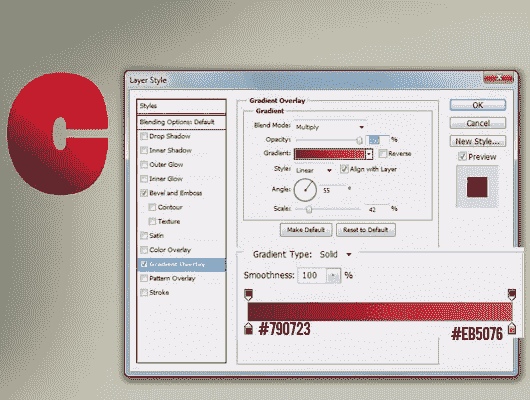 C
Layer Style
Styles
Blending Options: Default
Drop Shadow
Inner Shadow
Outer Glow
Inner Glow
Bevel and Emboss
Contour
Texture
Satin
Color Overlay
Gradient Overlay
Pattern Overlay
Stroke
Gradient Overlay
Gradient
Blend Mode: Multiply
Opacity: %
Gradient: Reverse
Style: Linear Align with Layer
Angle: 55 °
Scale: 42 %
Make Default Reset to Default
OK
Cancel
New Style...
Preview
Gradient Type: Solid
Smoothness: 100 %
#790723 #EB5076